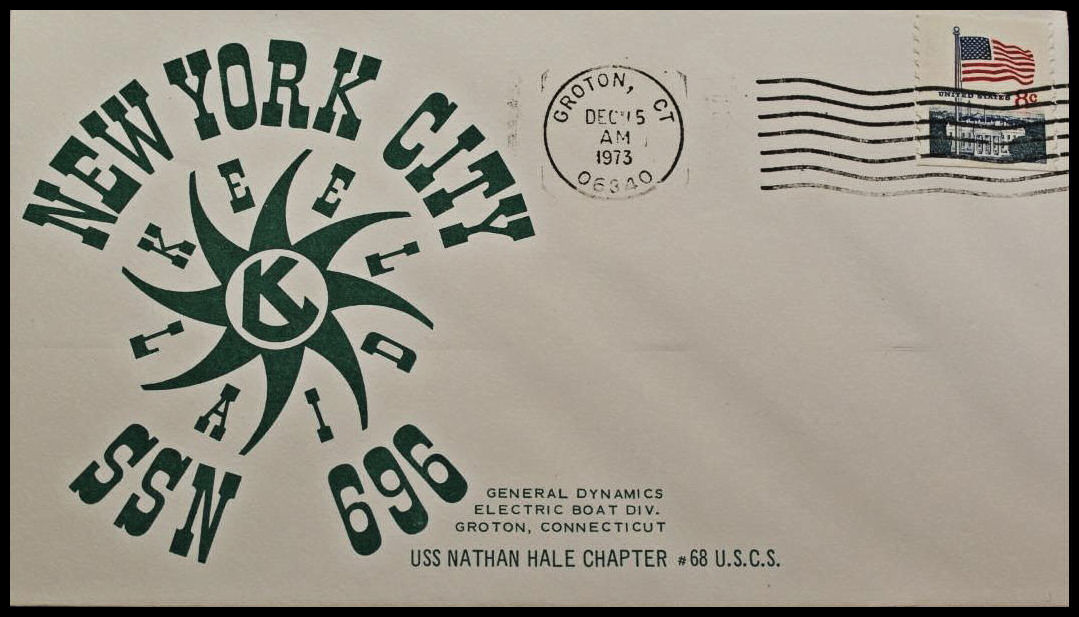 NEW YORK CITY
KEEL
K
LAID
SSN 696
GENERAL DYNAMICS
ELECTRIC BOAT DIV.
GROTON, CONNECTICUT
USS NATHAN HALE CHAPTER #68 U.S.C.S.
GROTON, CT
DEC 15
AM
1973
06340
UNITED STATES 8c